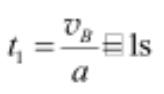 t₁ = v_B / a = 1s